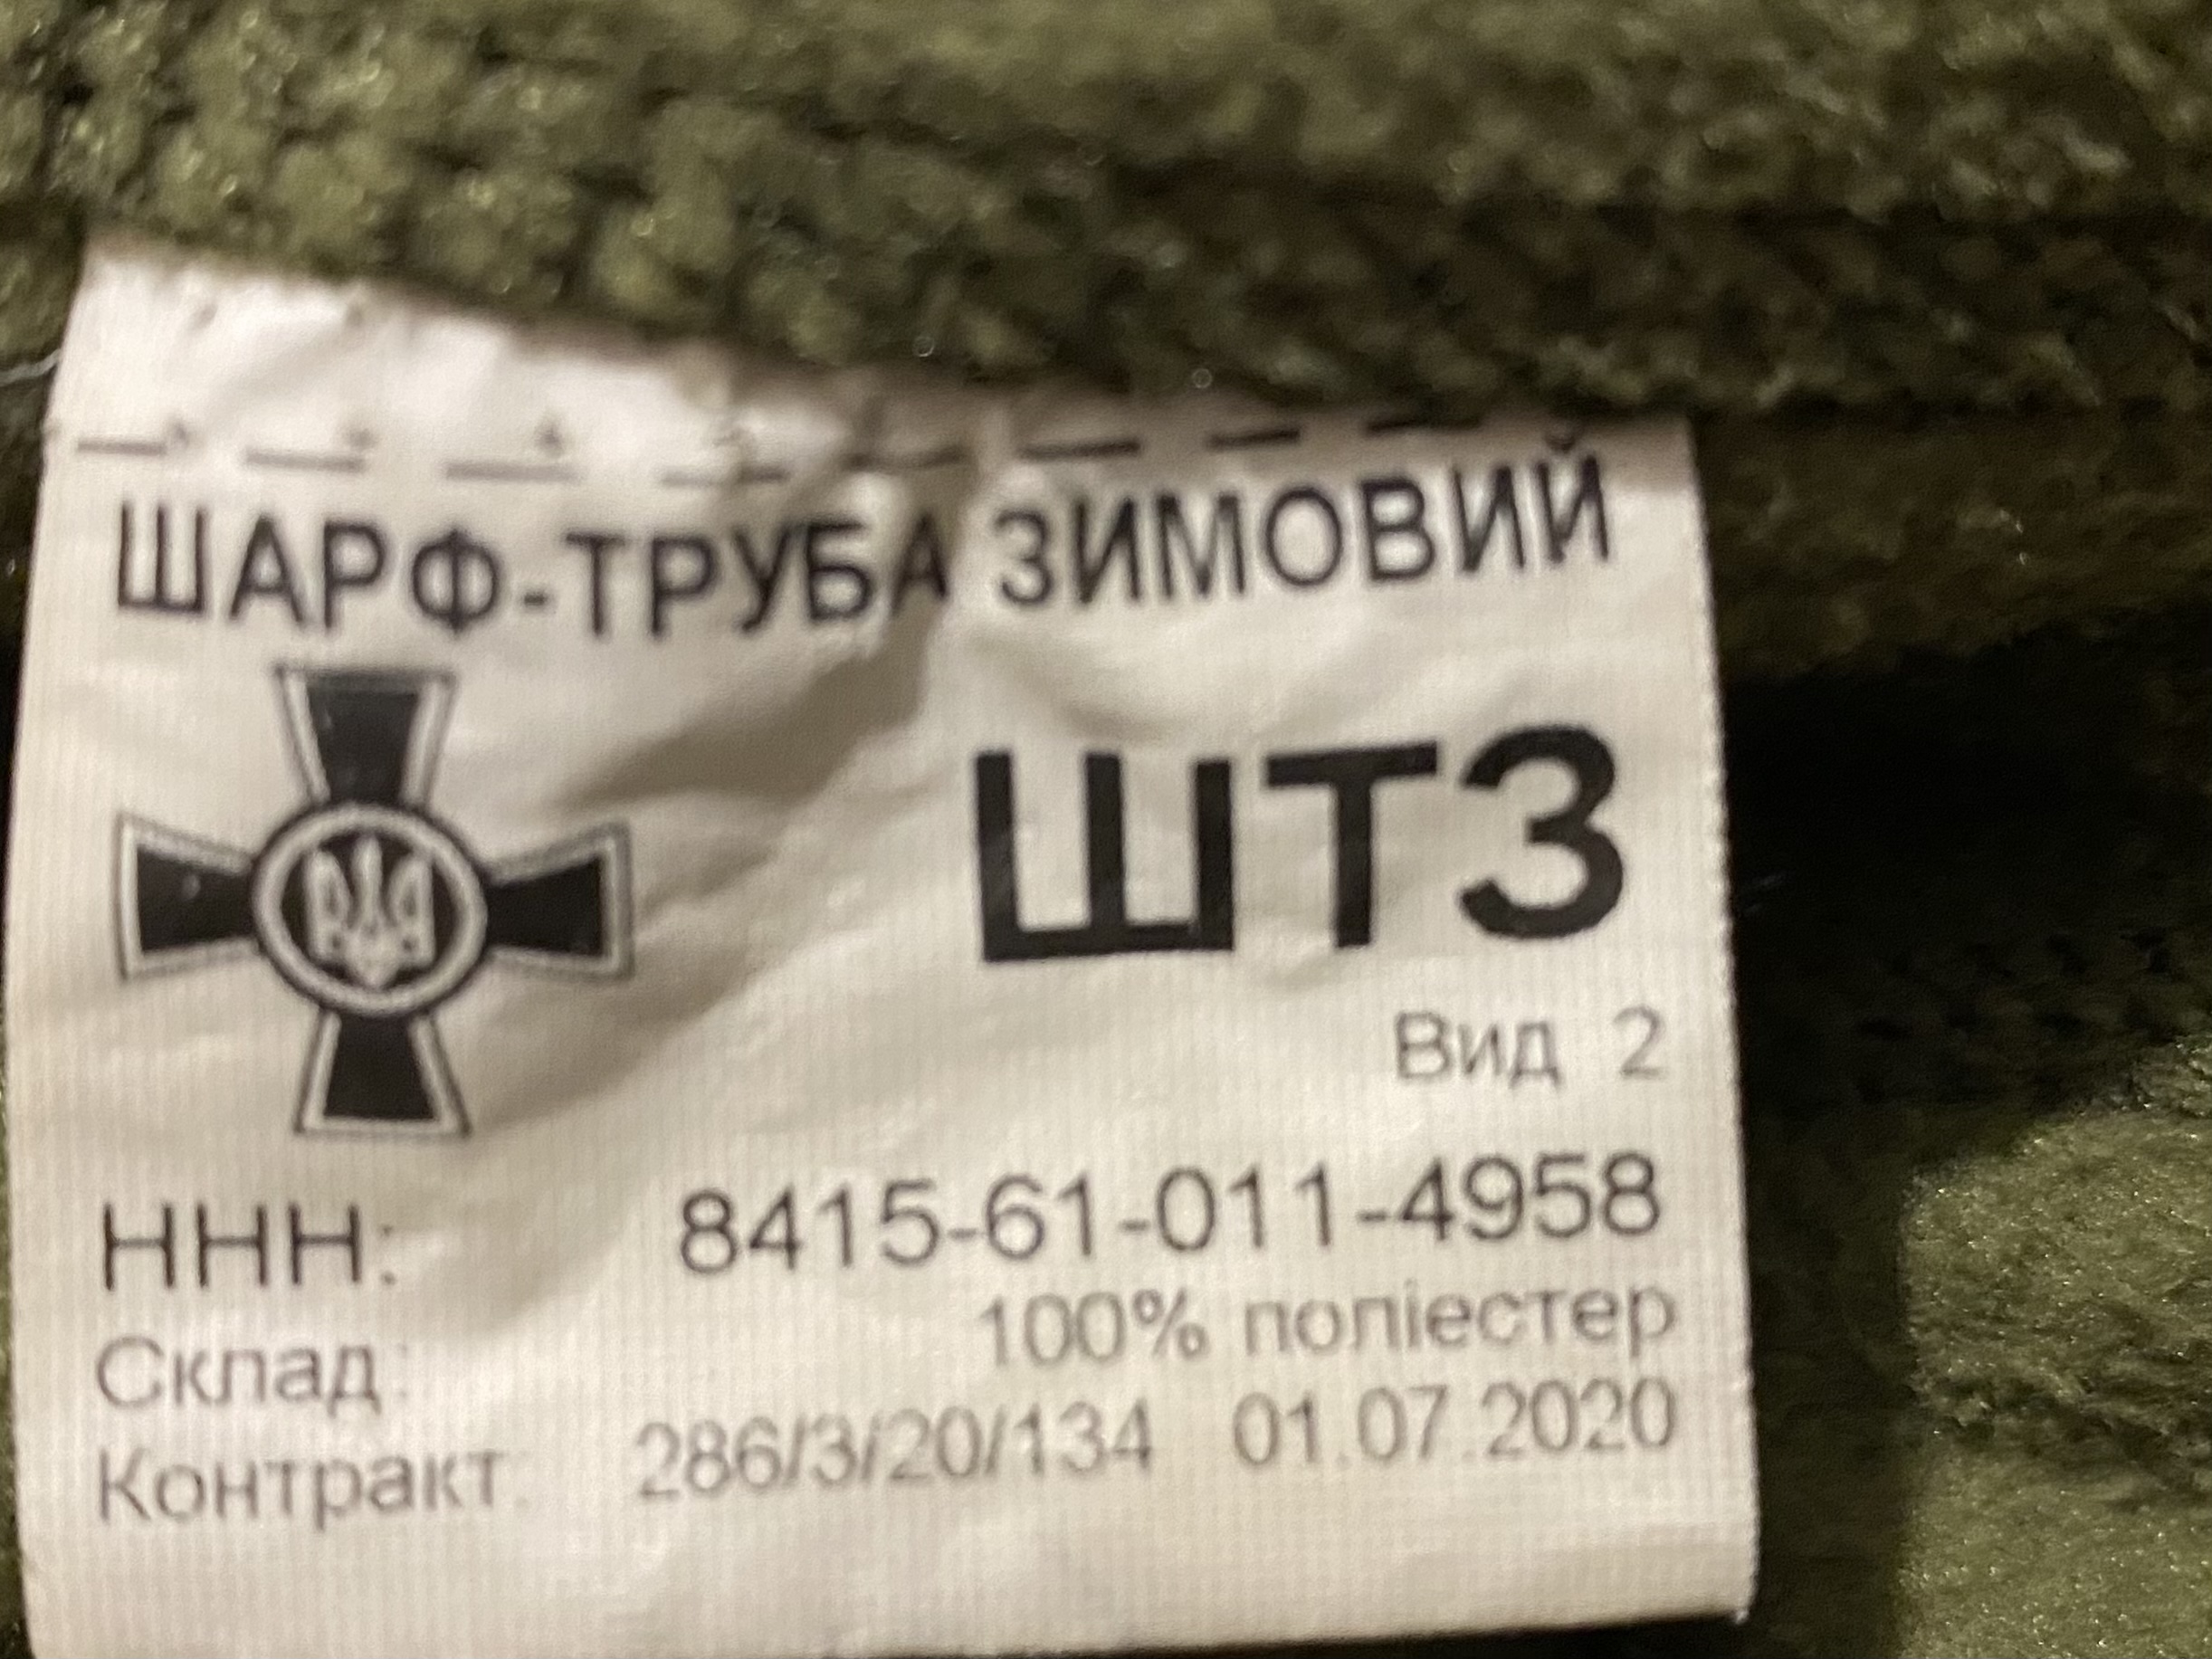 ШАРФ-ТРУБА ЗИМОВИЙ
ШТЗ
Вид 2
ННН: 8415-61-011-4958
Склад: 100% поліестер
Контракт: 286/3/20/134 01.07.2020